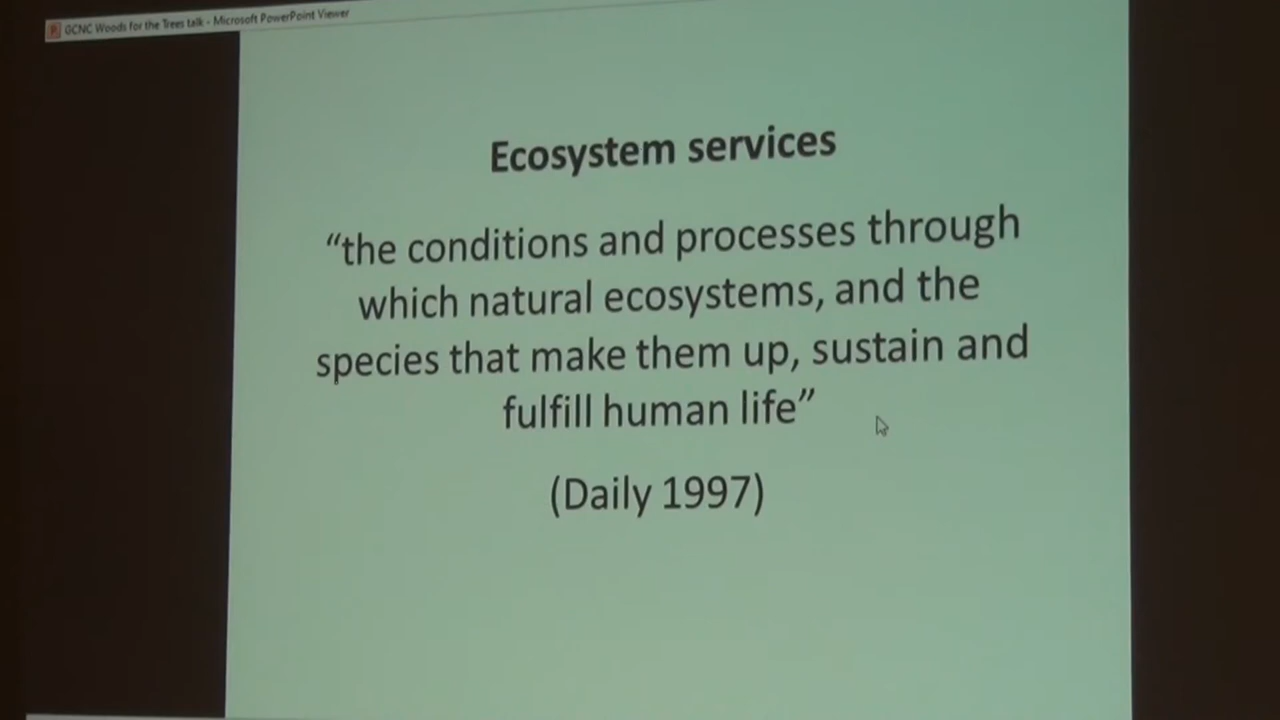 GCNC Woods for the Trees talk - Microsoft PowerPoint Viewer
Ecosystem services
“the conditions and processes through
which natural ecosystems, and the
species that make them up, sustain and
fulfill human life”
(Daily 1997)